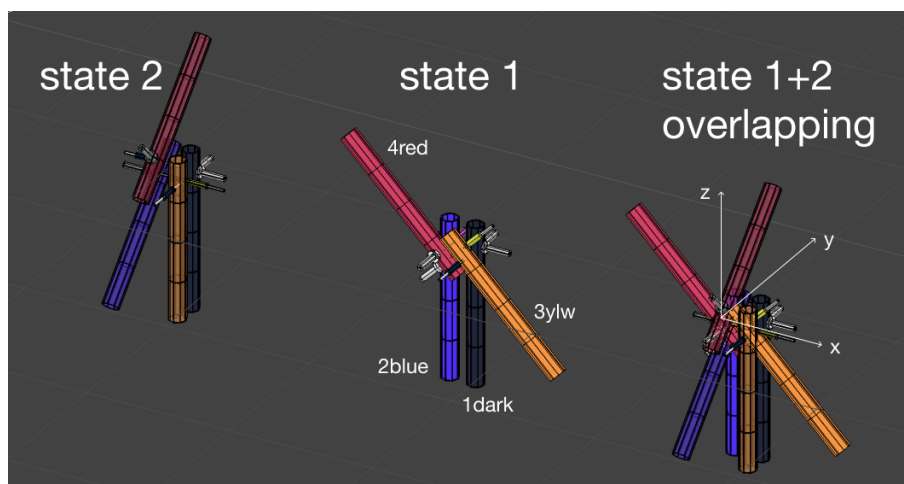 state 2
state 1
state 1+2
overlapping
4red
z
y
3ylw
x
2blue
1dark